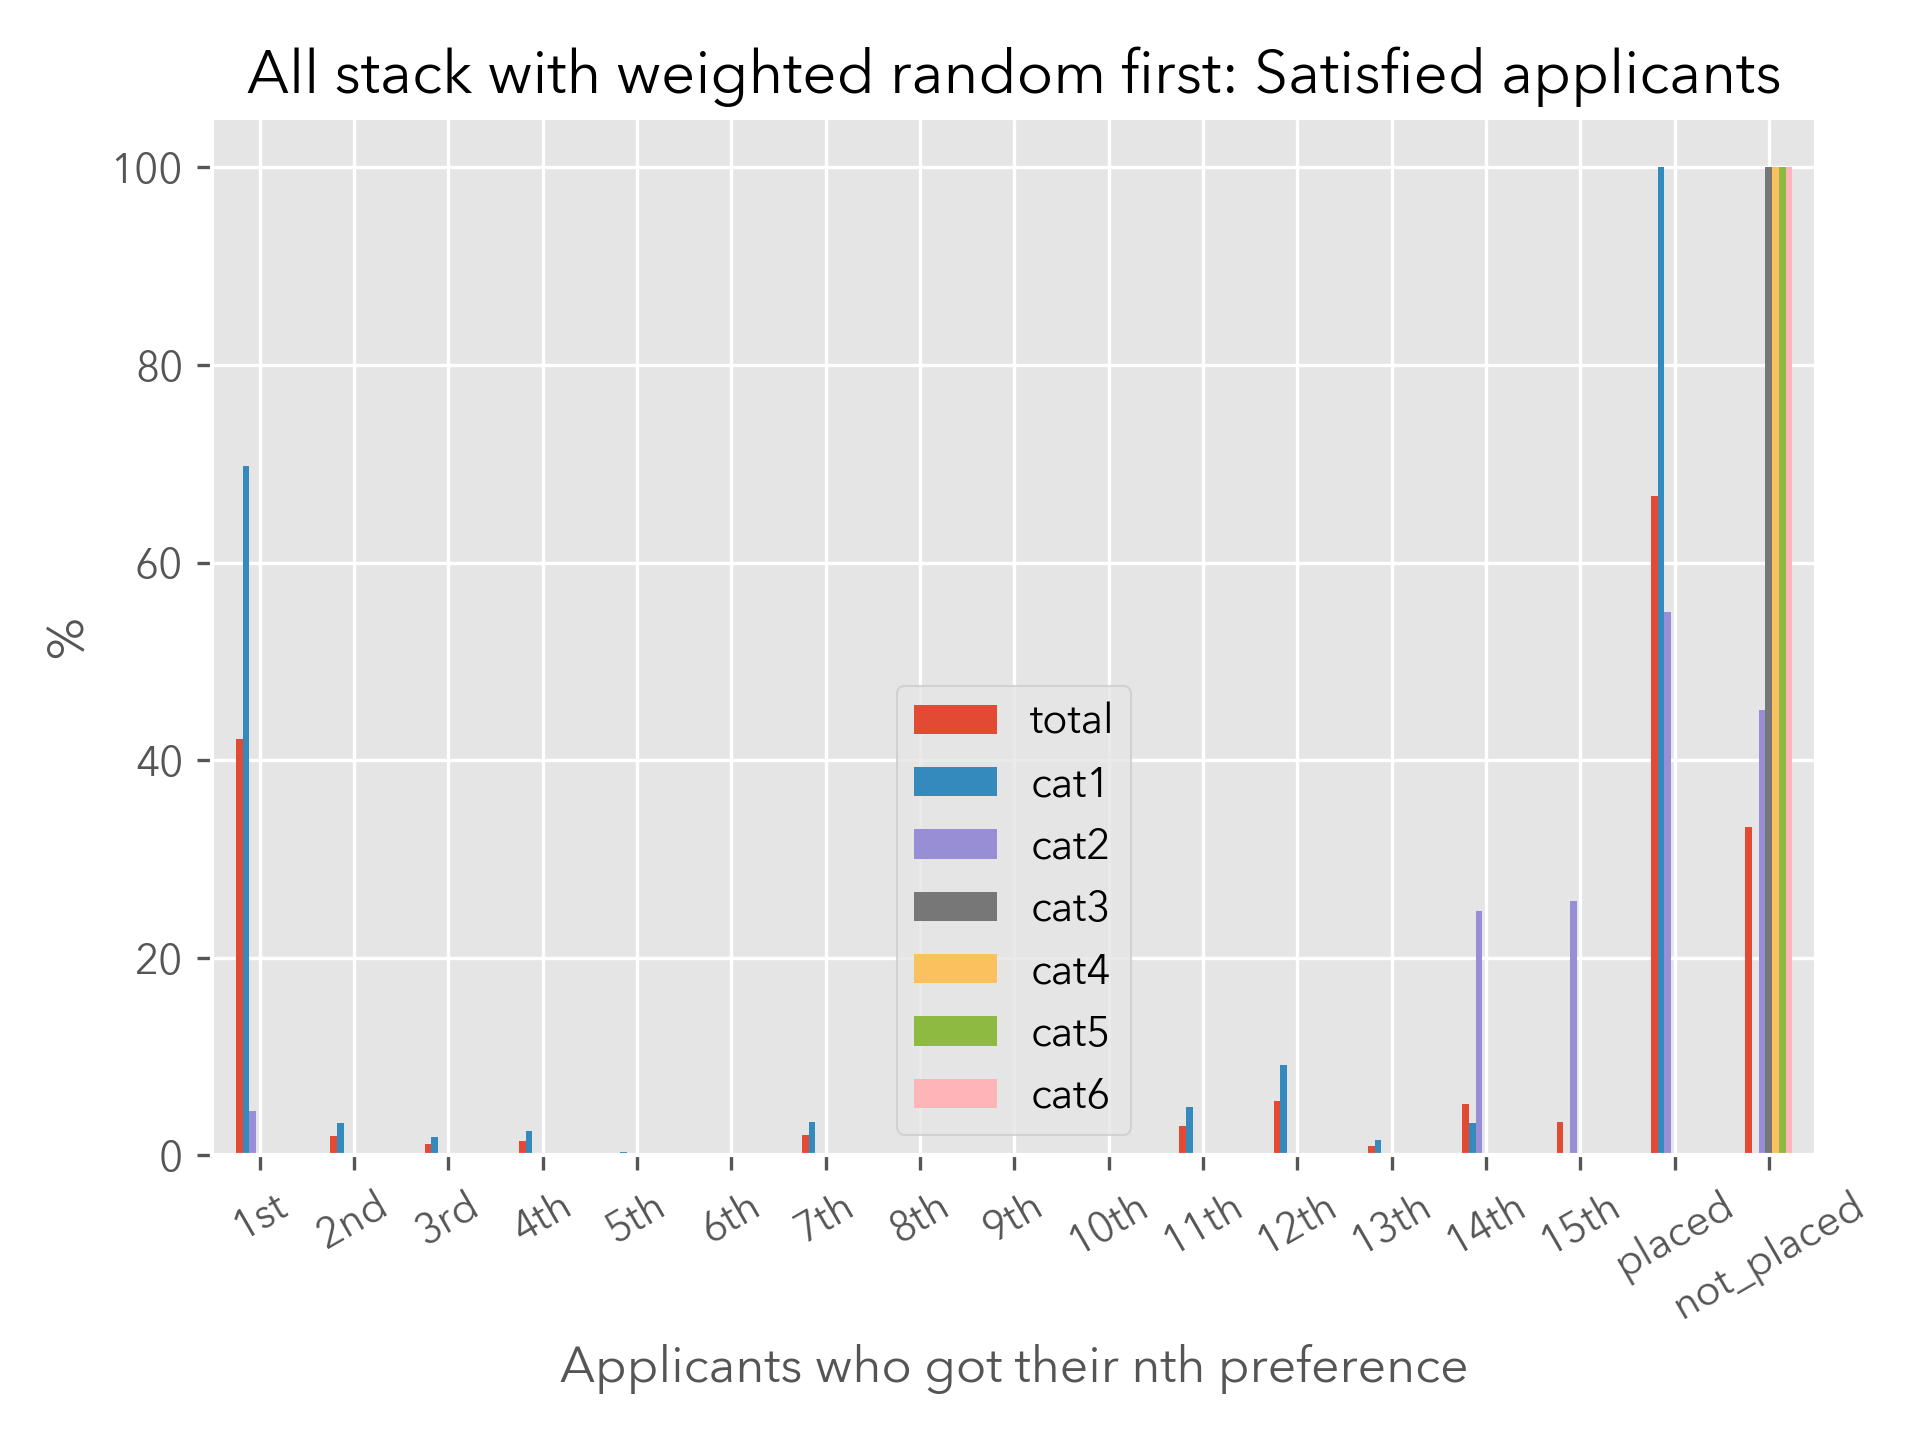 All stack with weighted random first: Satisfied applicants
100
80
60
40
20
0
%
total
cat1
cat2
cat3
cat4
cat5
cat6
1st 2nd 3rd 4th 5th 6th 7th 8th 9th 10th 11th 12th 13th 14th 15th placed not_placed
Applicants who got their nth preference